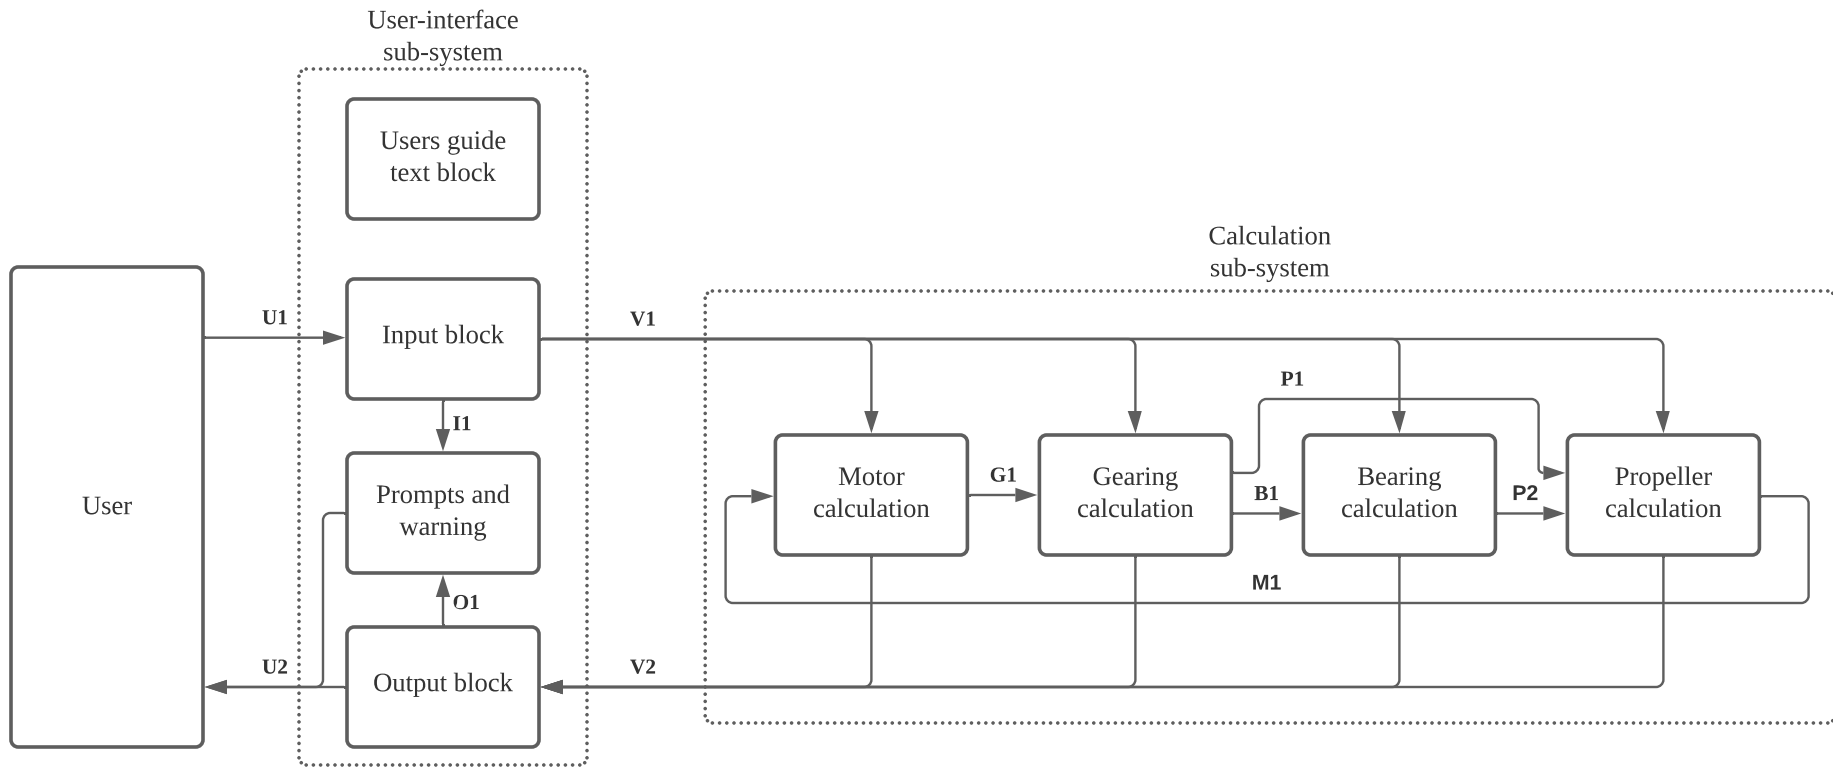 User-interface
sub-system
Users guide
text block
Calculation
sub-system
U1
Input block
V1
P1
I1
Motor
calculation
G1
Gearing
calculation
B1
Bearing
calculation
P2
Propeller
calculation
User
Prompts and
warning
M1
O1
U2
Output block
V2